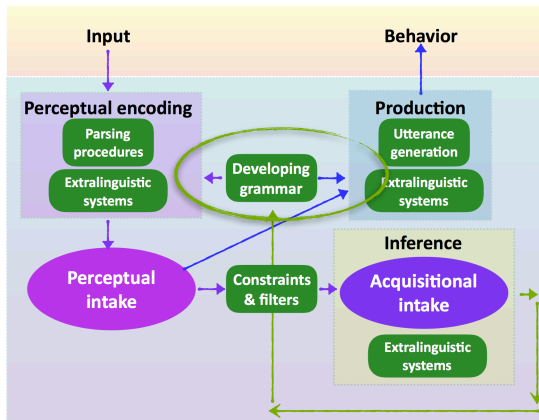 Input
Behavior
Perceptual encoding
Parsing
procedures
Extralinguistic
systems
Developing
grammar
Production
Utterance
generation
Extralinguistic
systems
Perceptual
intake
Constraints
& filters
Inference
Acquisitional
intake
Extralinguistic
systems